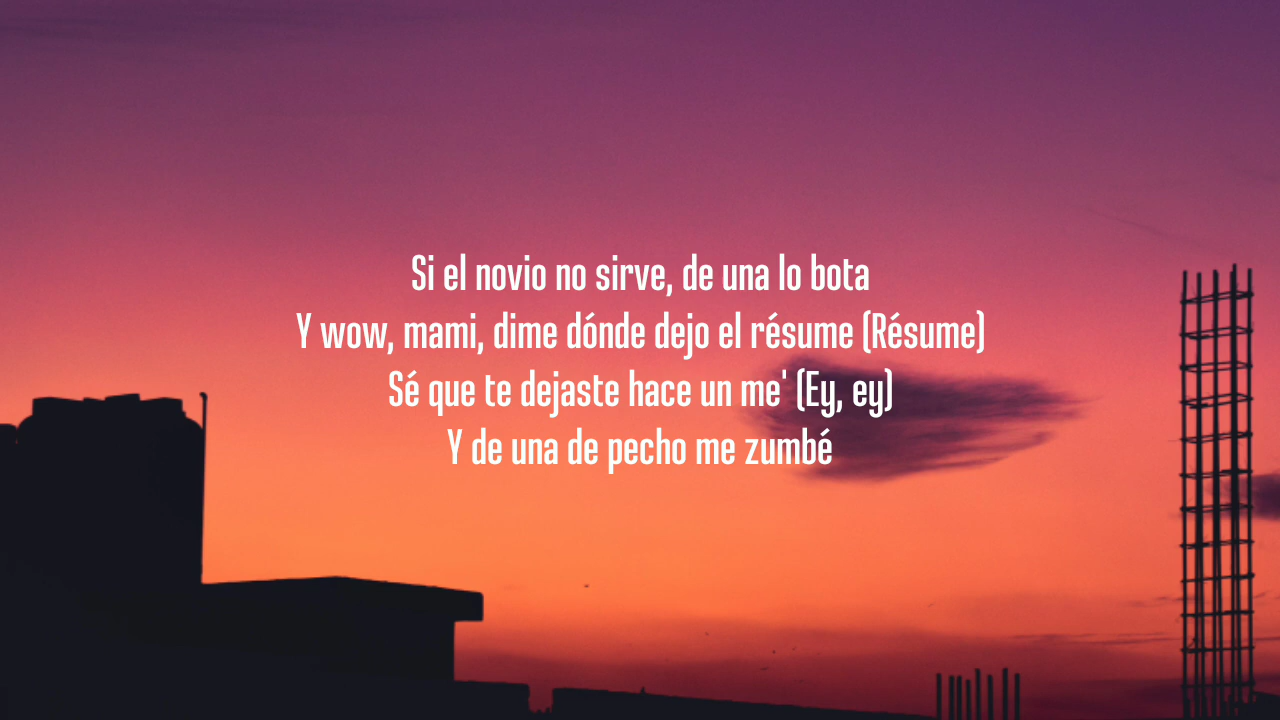 Si el novio no sirve, de una lo bota
Y wow, mami, dime dónde dejo el résume (Résume)
Sé que te dejaste hace un me' (Ey, ey)
Y de una de pecho me zumbé